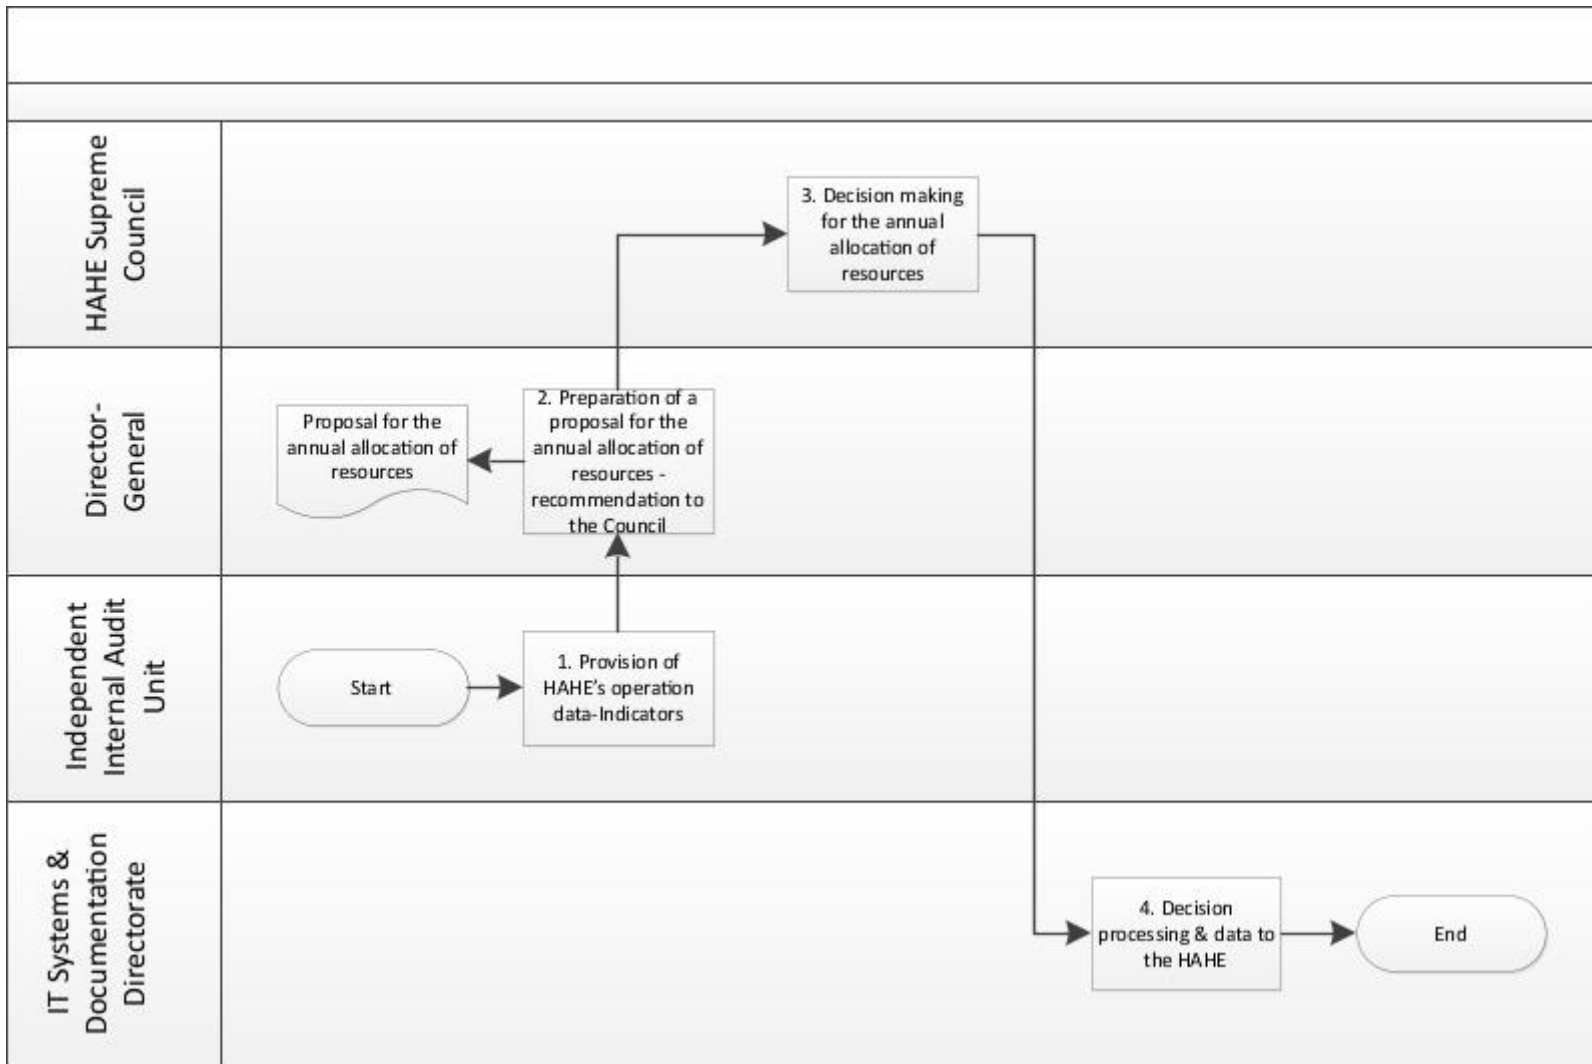 HAHE Supreme
Council
3. Decision making
for the annual
allocation of
resources
Director-
General
Proposal for the
annual allocation of
resources
2. Preparation of a
proposal for the
annual allocation of
resources -
recommendation to
the Council
Independent
Internal Audit
Unit
Start
1. Provision of
HAHE’s operation
data-Indicators
IT Systems &
Documentation
Directorate
4. Decision
processing & data to
the HAHE
End